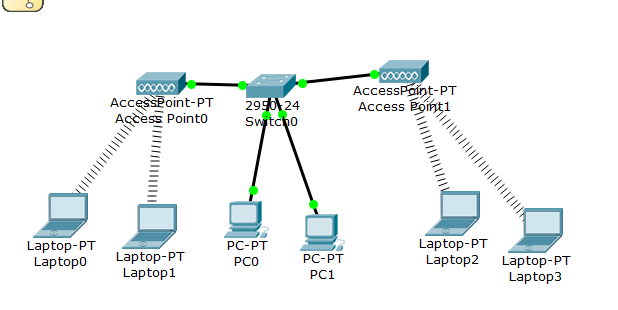 AccessPoint-PT
Access Point0
2950-24
Switch0
AccessPoint-PT
Access Point1
Laptop-PT
Laptop0
Laptop-PT
Laptop1
PC-PT
PC0
PC-PT
PC1
Laptop-PT
Laptop2
Laptop-PT
Laptop3